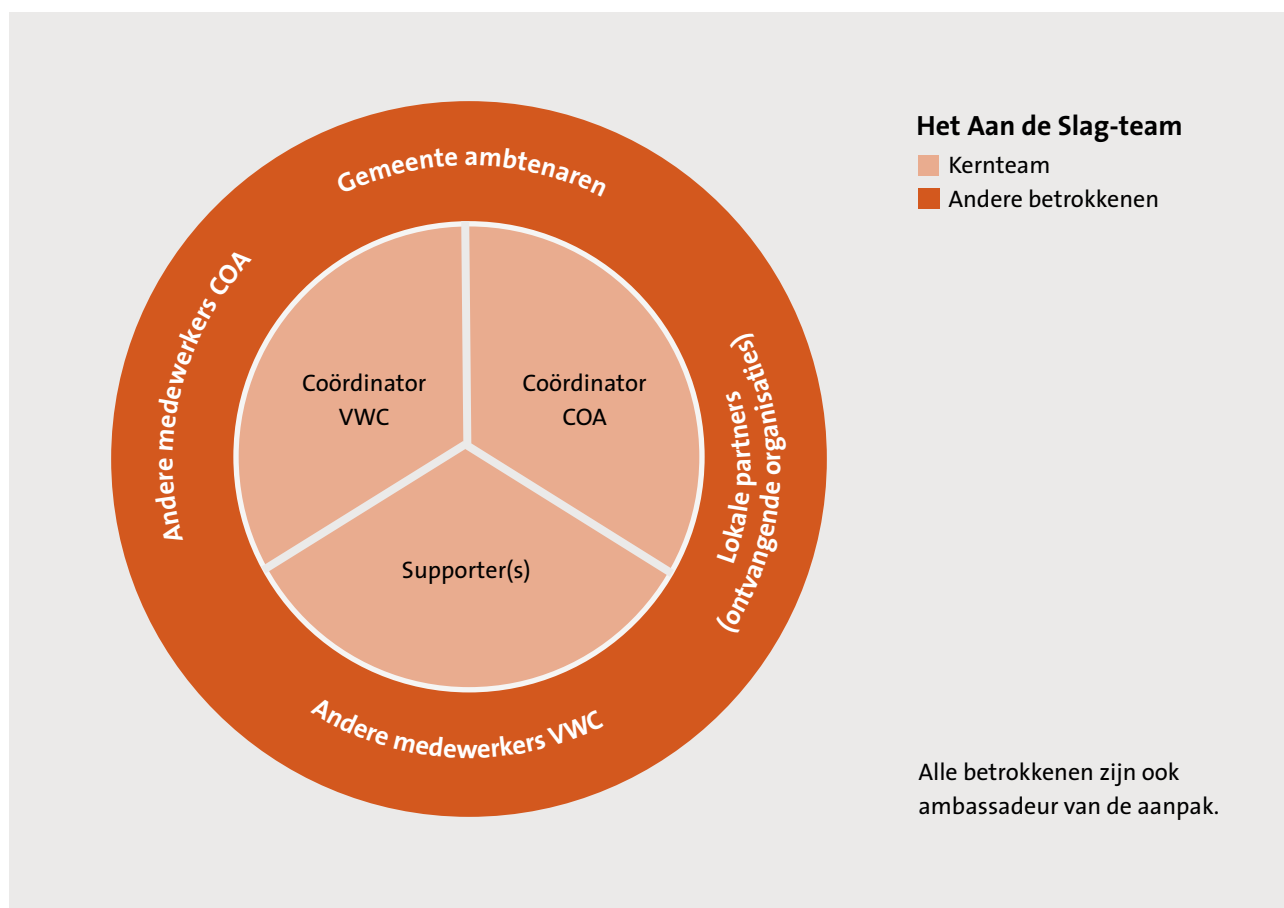 Het Aan de Slag-team
Kernteam
Andere betrokkenen
Gemeente ambtenaren
Andere medewerkers COA
Lokale partners
(ontvangende organisaties)
Andere medewerkers VWC
Coördinator
VWC
Coördinator
COA
Supporter(s)
Alle betrokkenen zijn ook
ambassadeur van de aanpak.